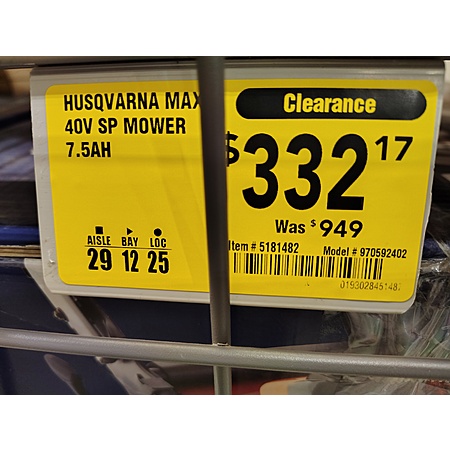 HUSQVARNA MAX
40V SP MOWER
7.5AH
Clearance
$332 17
Was $949
AISLE BAY LOC
29 12 25
Item # 5181482
Model # 970592402